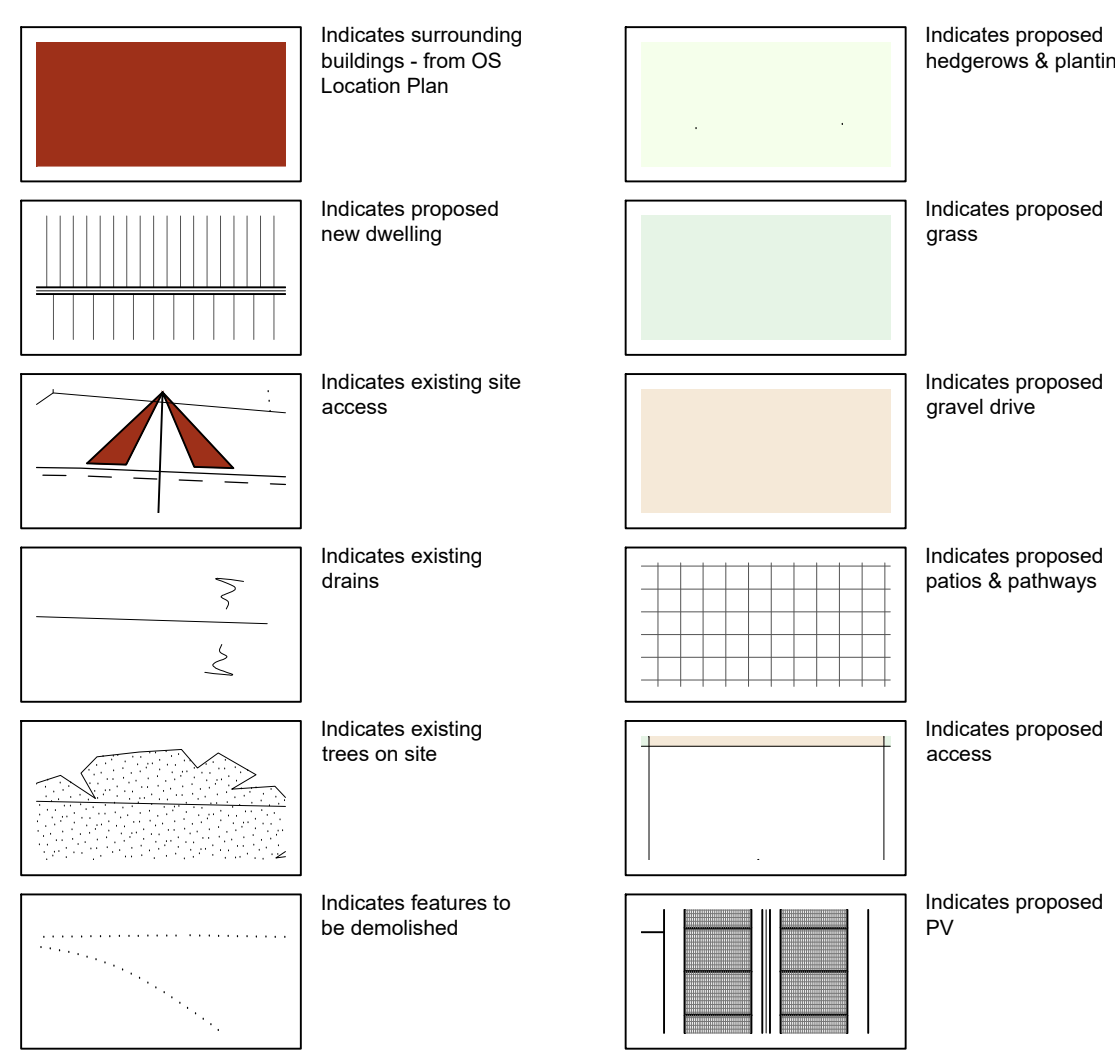 Indicates surrounding
buildings - from OS
Location Plan
Indicates proposed
new dwelling
Indicates existing site
access
Indicates existing
drains
Indicates existing
trees on site
Indicates features to
be demolished
Indicates proposed
hedgerows & plantin
Indicates proposed
grass
Indicates proposed
gravel drive
Indicates proposed
patios & pathways
Indicates proposed
access
Indicates proposed
PV